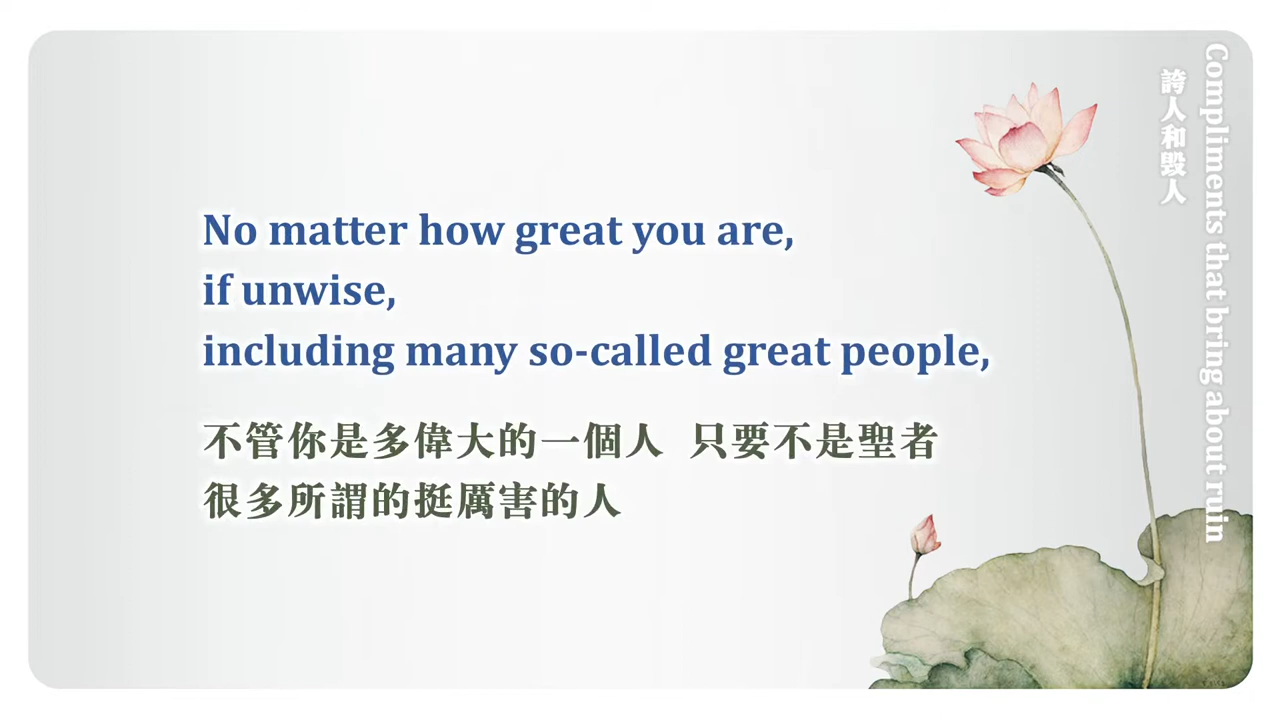 No matter how great you are,
if unwise,
including many so-called great people,
不管你是多偉大的一個人 只要不是聖者
很多所謂的挺厲害的人
Compliments that bring about ruin
誇人和毀人